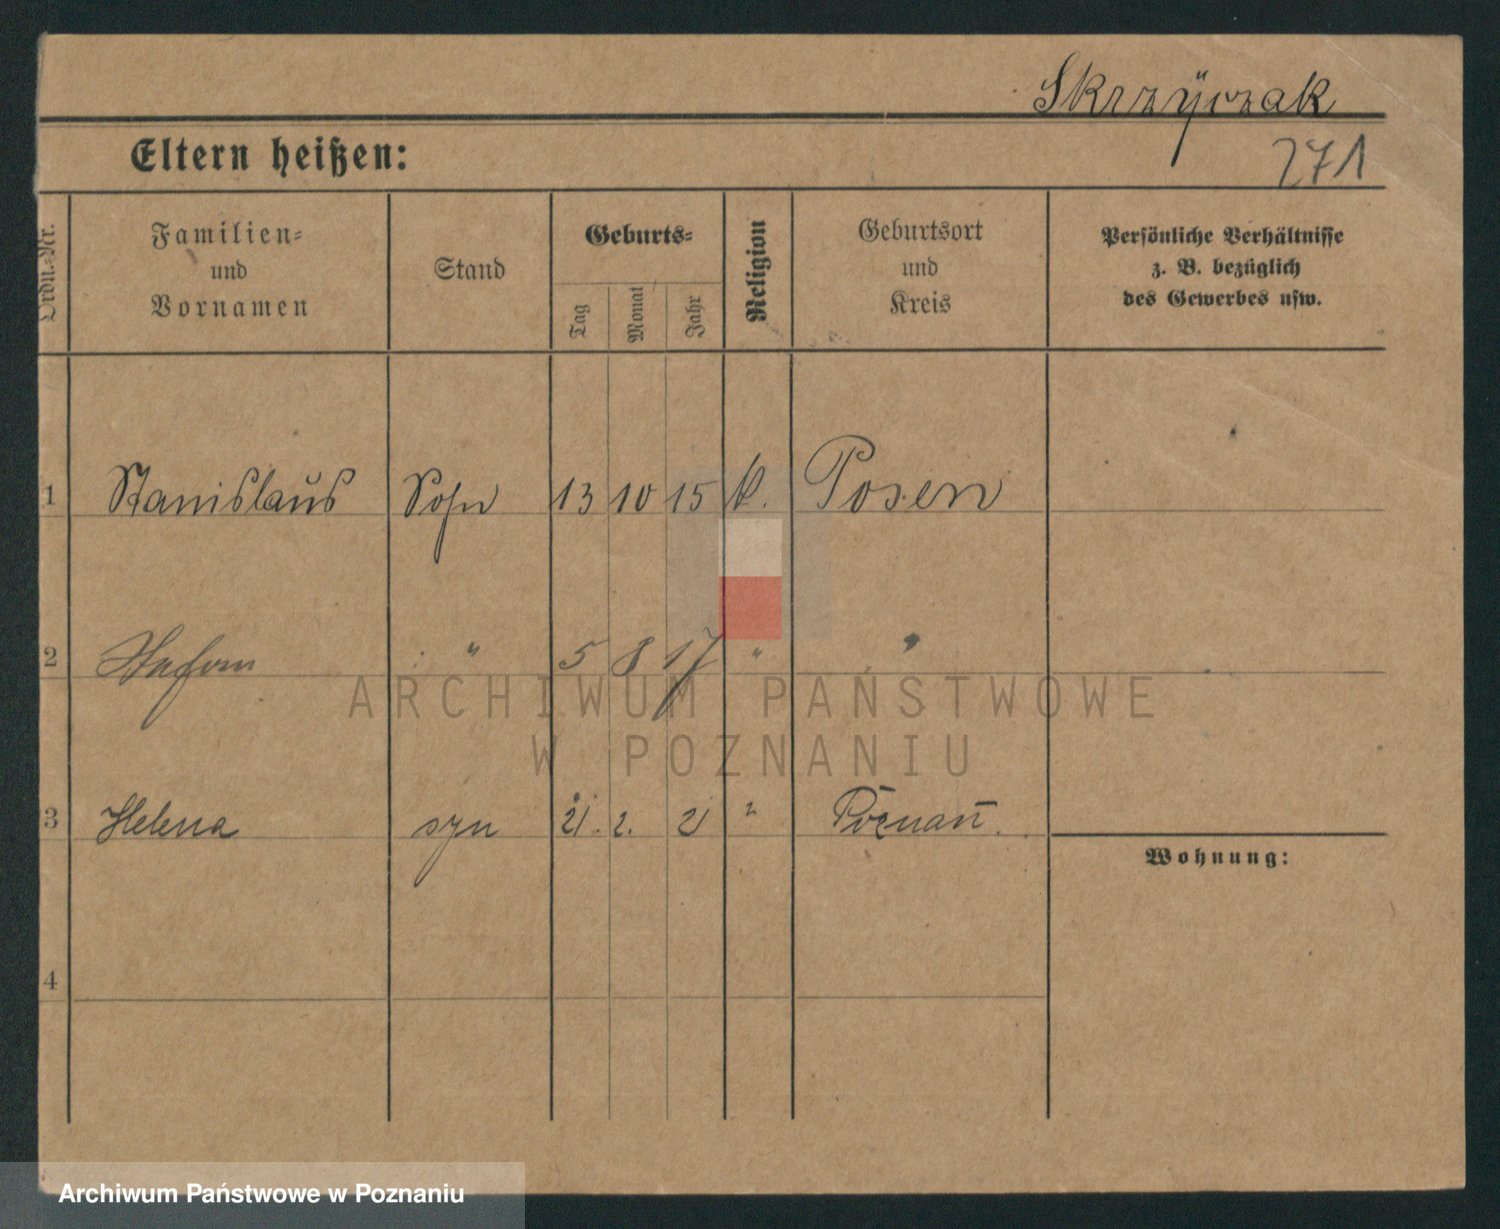 Skrzyczak
271
Eltern heißen:
Ordn.-Nr.
Familien-
und
Vornamen
Stand
Geburts-
Tag
Monat
Jahr
Religion
Geburtsort
und
Kreis
Persönliche Verhältnisse
z. B. bezüglich
des Gewerbes usw.
1 Stanislaus Sohn 13 10 15 k. Posen
2 " 5 8 17 " "
3 Helena syn 21. 2. 21 " Poznań.
Wohnung:
4
ARCHIWUM PAŃSTWOWE
W POZNANIU
Archiwum Państwowe w Poznaniu